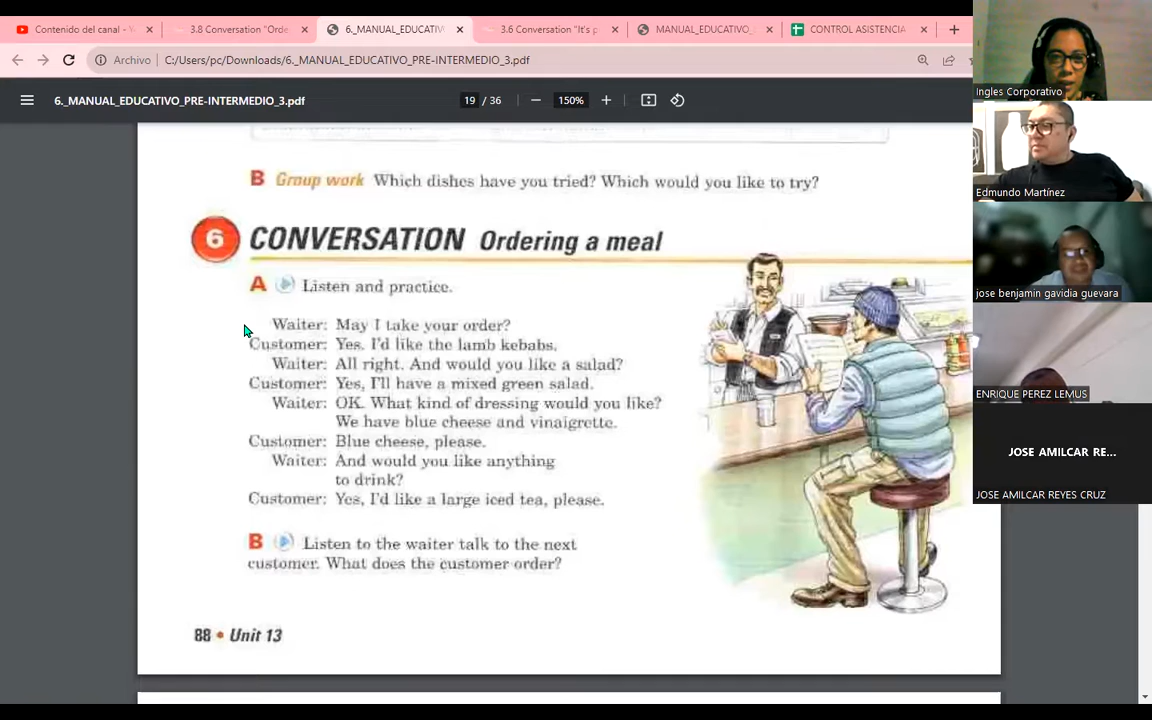 Contenido del canal - Y
3.8 Conversation "Orde
6._MANUAL_EDUCATIV
3.6 Conversation "It's p
MANUAL_EDUCATIVO_
CONTROL ASISTENCIA
Archivo
C:/Users/pc/Downloads/6._MANUAL_EDUCATIVO_PRE-INTERMEDIO_3.pdf
6._MANUAL_EDUCATIVO_PRE-INTERMEDIO_3.pdf
19 / 36
150%
B Group work Which dishes have you tried? Which would you like to try?
6 CONVERSATION Ordering a meal
A Listen and practice.
Waiter: May I take your order?
Customer: Yes. I'd like the lamb kebabs.
Waiter: All right. And would you like a salad?
Customer: Yes, I'll have a mixed green salad.
Waiter: OK. What kind of dressing would you like?
We have blue cheese and vinaigrette.
Customer: Blue cheese, please.
Waiter: And would you like anything
to drink?
Customer: Yes, I'd like a large iced tea, please.
B Listen to the waiter talk to the next
customer. What does the customer order?
88 • Unit 13
Ingles Corporativo
Edmundo Martínez
jose benjamin gavidia guevara
ENRIQUE PEREZ LEMUS
JOSE AMILCAR RE...
JOSE AMILCAR REYES CRUZ